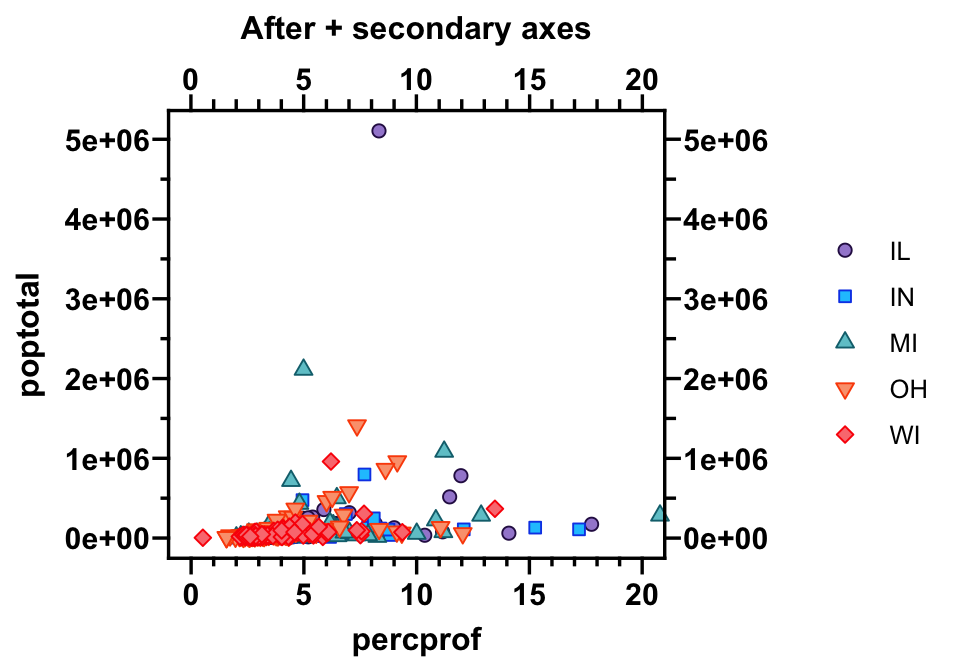 After + secondary axes
0 5 10 15 20
5e+06 5e+06
4e+06 4e+06
3e+06 3e+06
2e+06 2e+06
1e+06 1e+06
0e+00 0e+00
poptotal
0 5 10 15 20
percprof
IL
IN
MI
OH
WI